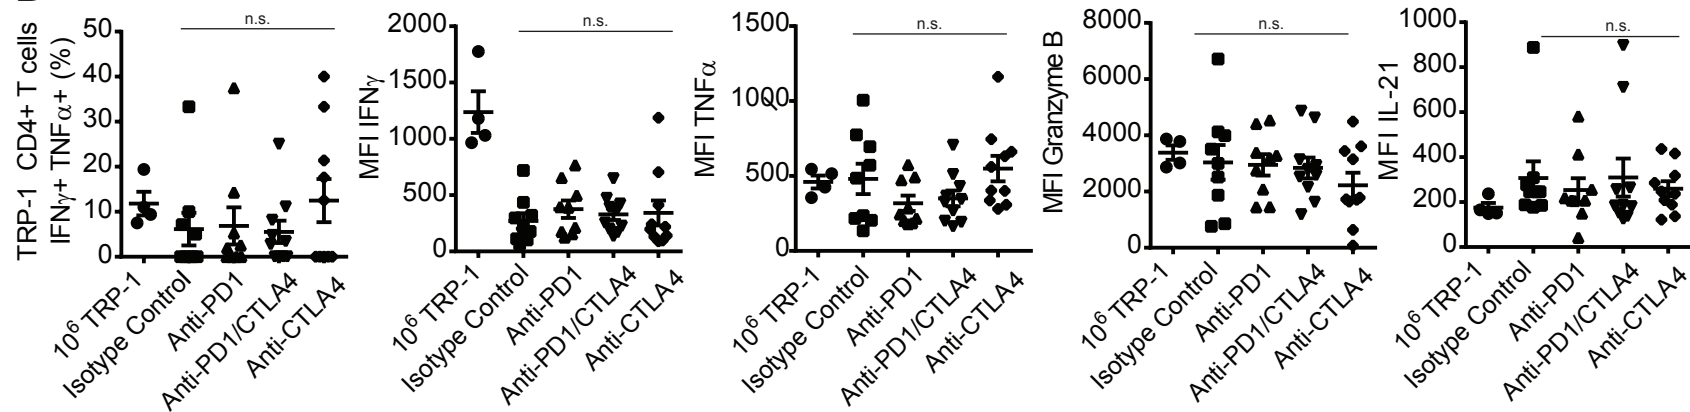 TRP-1 CD4+ T cells
IFNγ+ TNFα+ (%)
n.s.
50
40
30
20
10
0
10⁶ TRP-1
Isotype Control
Anti-PD1
Anti-PD1/CTLA4
Anti-CTLA4
MFI IFNγ
n.s.
2000
1500
1000
500
0
10⁶ TRP-1
Isotype Control
Anti-PD1
Anti-PD1/CTLA4
Anti-CTLA4
MFI TNFα
n.s.
1500
1000
500
0
10⁶ TRP-1
Isotype Control
Anti-PD1
Anti-PD1/CTLA4
Anti-CTLA4
MFI Granzyme B
n.s.
8000
6000
4000
2000
0
10⁶ TRP-1
Isotype Control
Anti-PD1
Anti-PD1/CTLA4
Anti-CTLA4
MFI IL-21
n.s.
1000
800
600
400
200
0
10⁶ TRP-1
Isotype Control
Anti-PD1
Anti-PD1/CTLA4
Anti-CTLA4